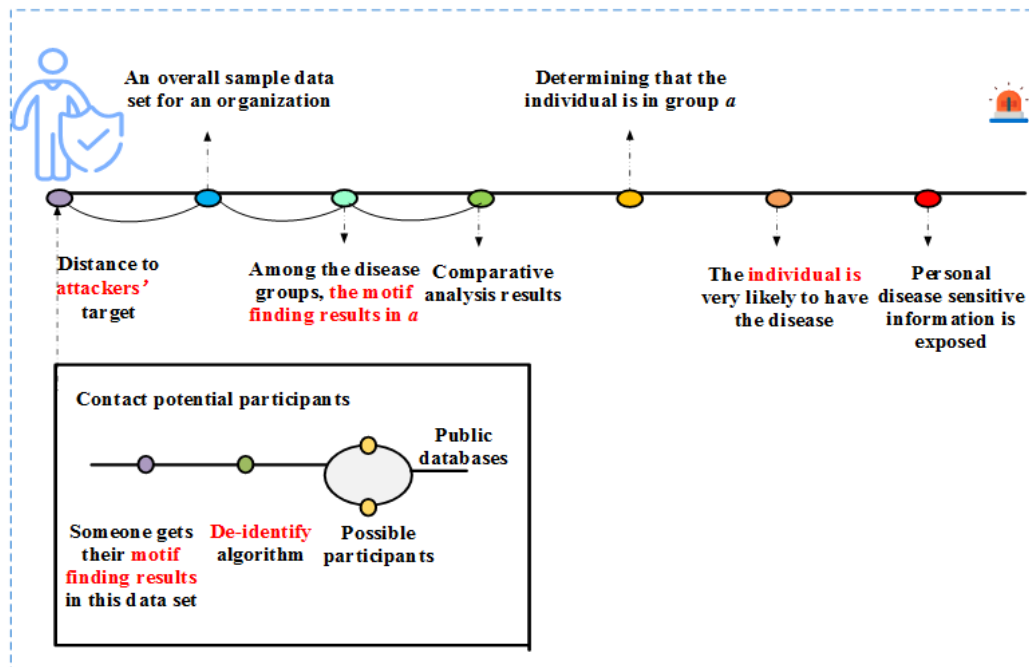 An overall sample data
set for an organization
Determining that the
individual is in group a
Distance to
attackers’
target
Among the disease
groups, the motif
finding results in a
Comparative
analysis results
The individual is
very likely to have
the disease
Personal
disease sensitive
information is
exposed
Contact potential participants
Public
databases
Someone gets
their motif
finding results
in this data set
De-identify
algorithm
Possible
participants